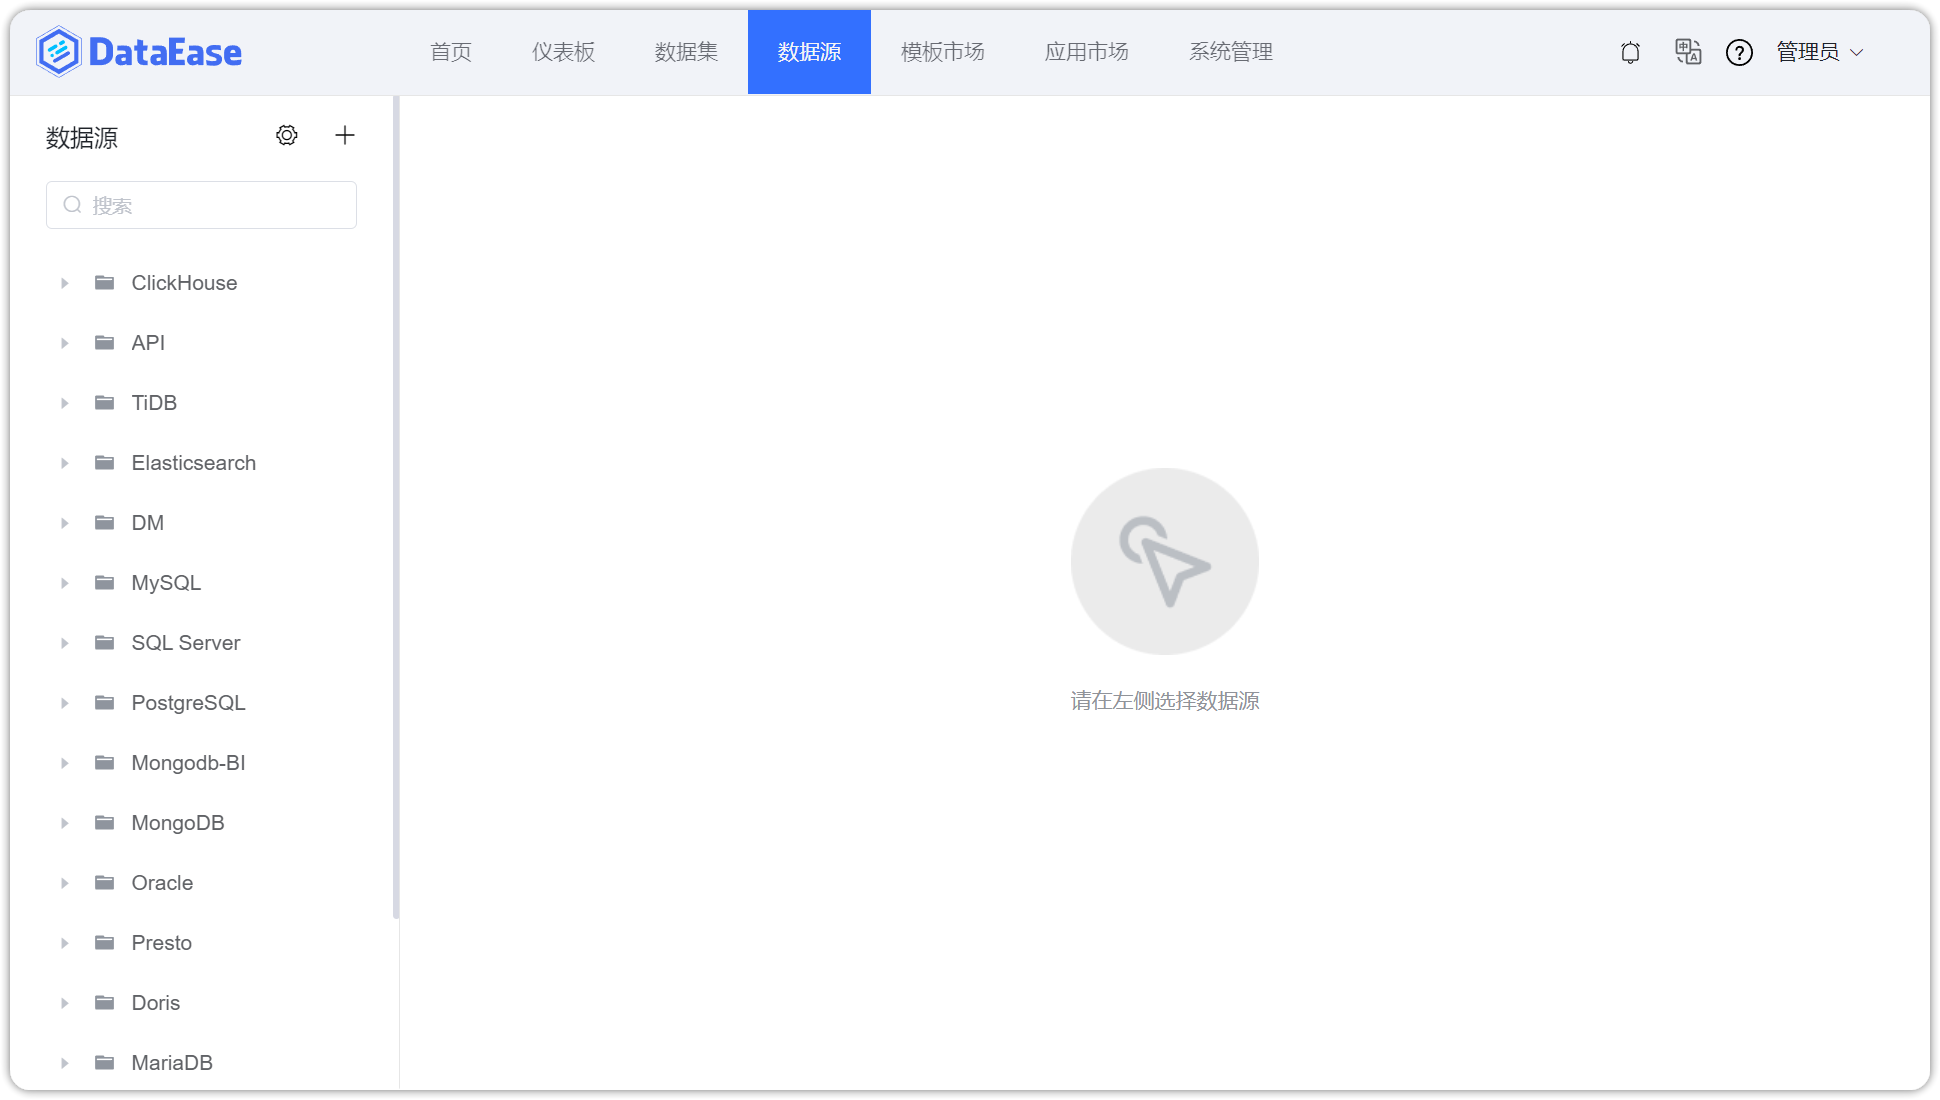 DataEase
首页 仪表板 数据集 数据源 模板市场 应用市场 系统管理 管理员
数据源
搜索
ClickHouse
API
TiDB
Elasticsearch
DM
MySQL
SQL Server
PostgreSQL
Mongodb-BI
MongoDB
Oracle
Presto
Doris
MariaDB
请在左侧选择数据源